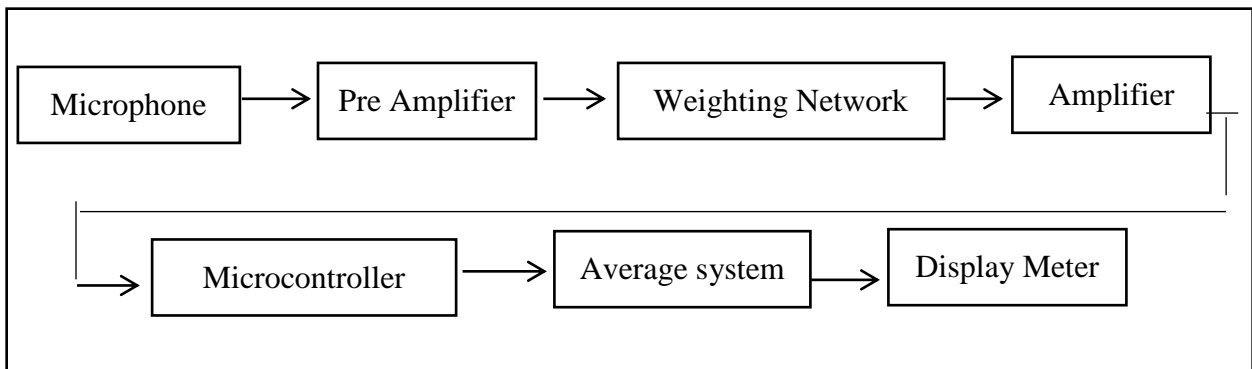 Microphone
Pre Amplifier
Weighting Network
Amplifier
Microcontroller
Average system
Display Meter